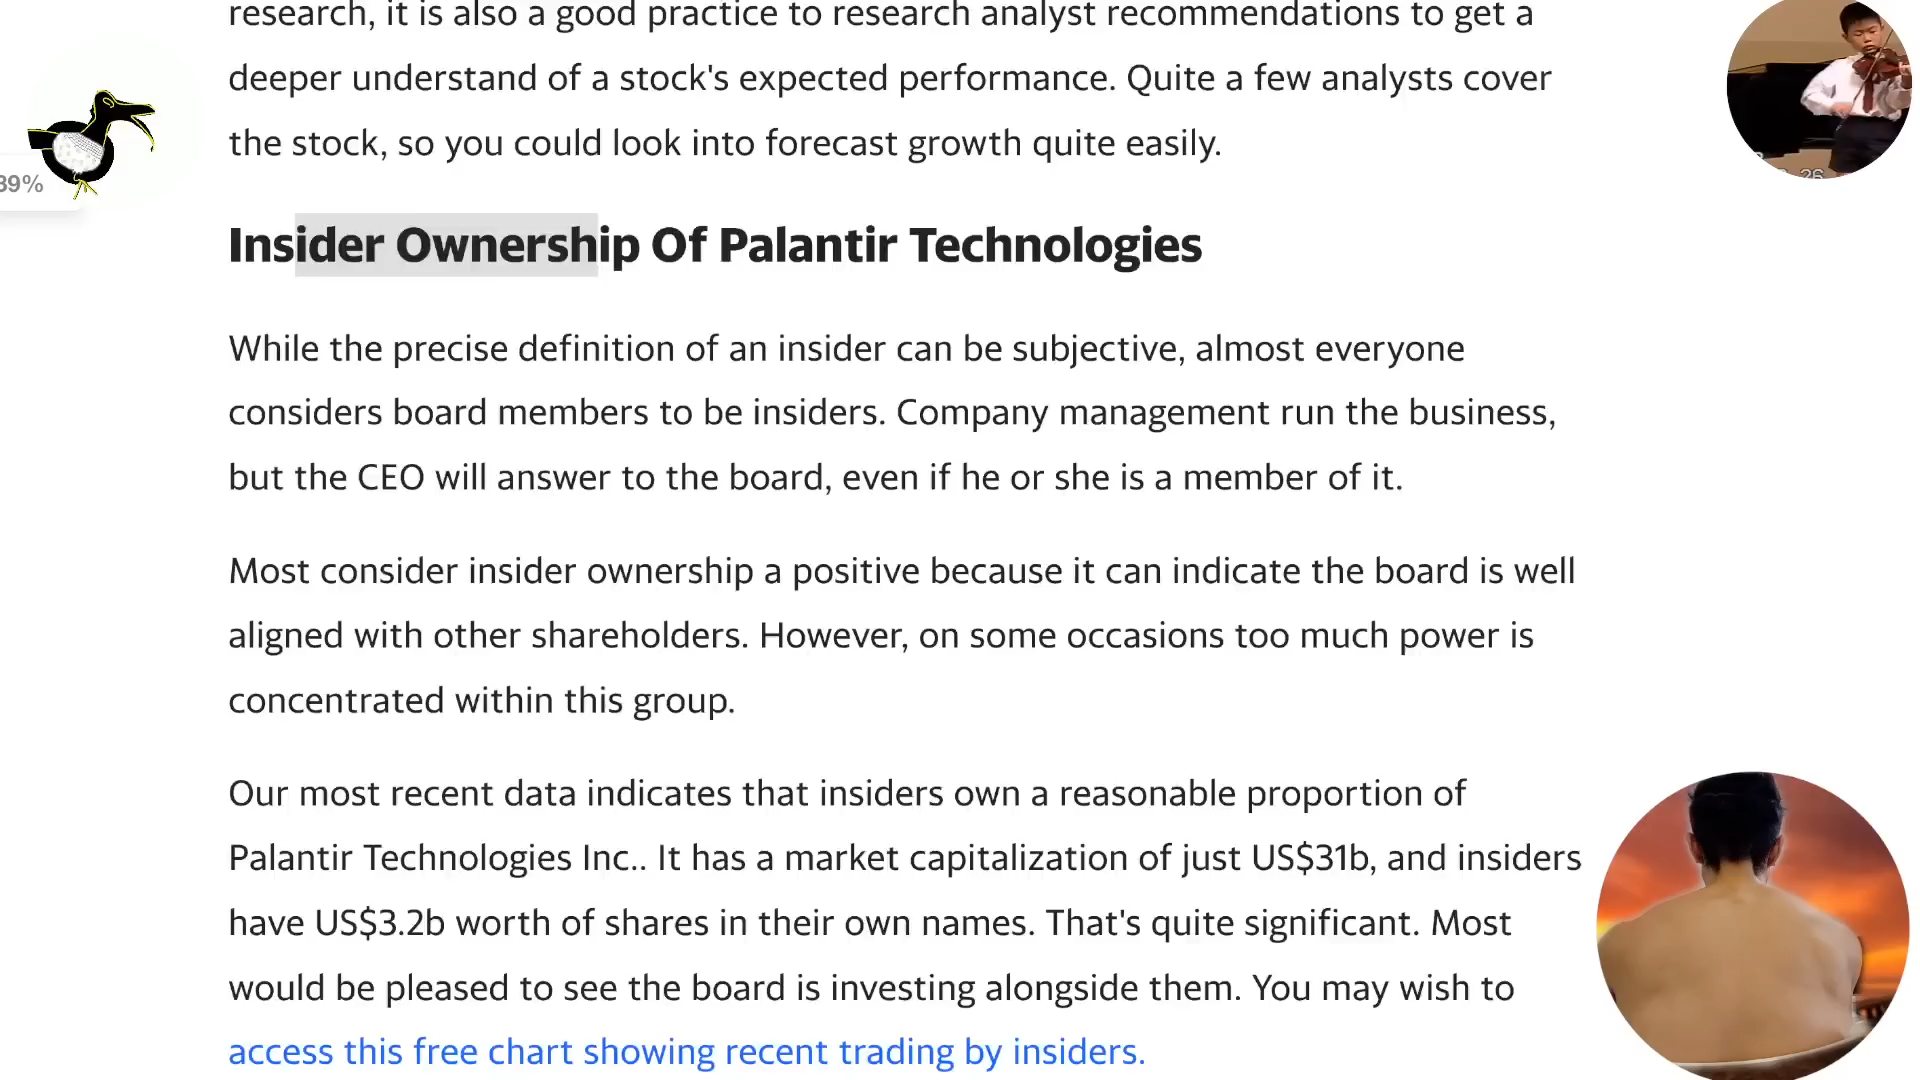 research, it is also a good practice to research analyst recommendations to get a
deeper understand of a stock's expected performance. Quite a few analysts cover
the stock, so you could look into forecast growth quite easily.
39%
Insider Ownership Of Palantir Technologies
While the precise definition of an insider can be subjective, almost everyone
considers board members to be insiders. Company management run the business,
but the CEO will answer to the board, even if he or she is a member of it.
Most consider insider ownership a positive because it can indicate the board is well
aligned with other shareholders. However, on some occasions too much power is
concentrated within this group.
Our most recent data indicates that insiders own a reasonable proportion of
Palantir Technologies Inc.. It has a market capitalization of just US$31b, and insiders
have US$3.2b worth of shares in their own names. That's quite significant. Most
would be pleased to see the board is investing alongside them. You may wish to
access this free chart showing recent trading by insiders.